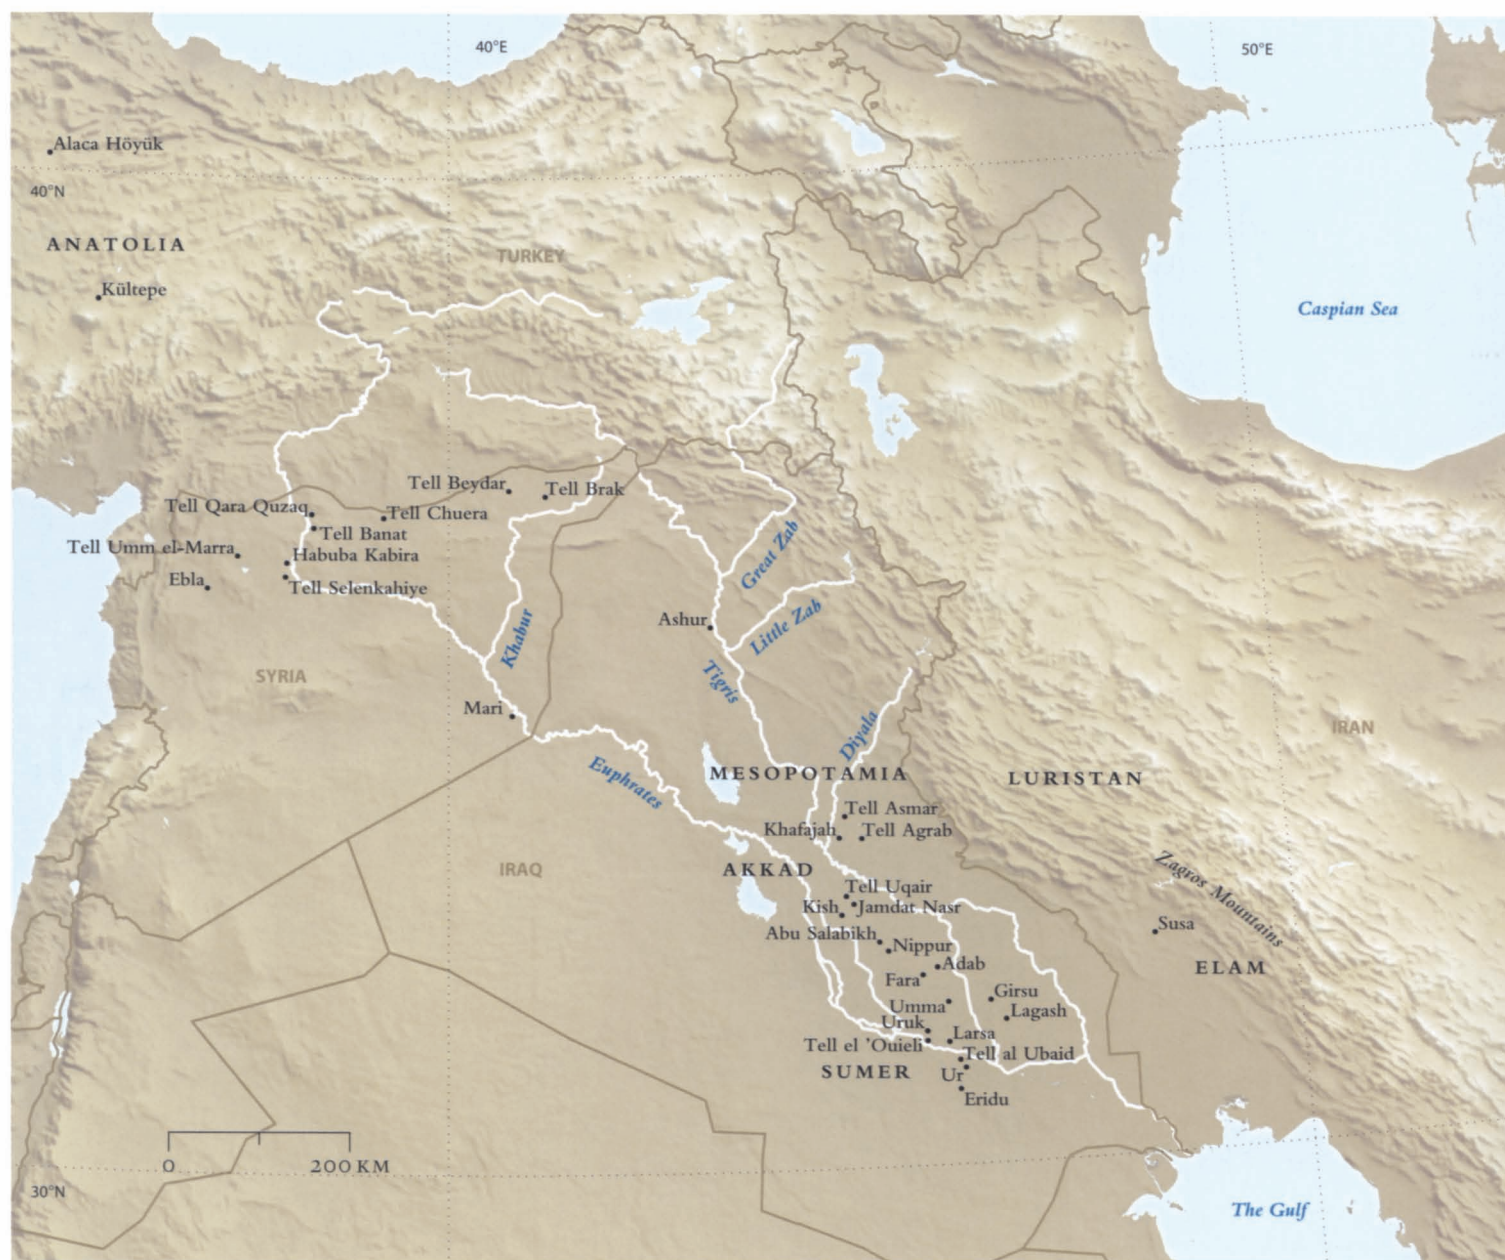 40°E
50°E
Alaca Höyük
40°N
ANATOLIA
TURKEY
Kültepe
Caspian Sea
Tell Beydar
Tell Brak
Tell Qara Quzaq
Tell Chuera
Tell Banat
Tell Umm el-Marra
Habuba Kabira
Great Zab
Ebla
Tell Selenkahiye
Ashur
Little Zab
Khabur
SYRIA
Tigris
Mari
Diyala
IRAN
Euphrates
MESOPOTAMIA
LURISTAN
Tell Asmar
Khafajah
Tell Agrab
IRAQ
AKKAD
Zagros Mountains
Tell Uqair
Kish
Jamdat Nasr
Susa
Abu Salabikh
Nippur
Adab
ELAM
Fara
Girsu
Umma
Lagash
Uruk
Larsa
Tell el 'Ouieli
Tell al Ubaid
SUMER
Ur
Eridu
0
200 KM
30°N
The Gulf